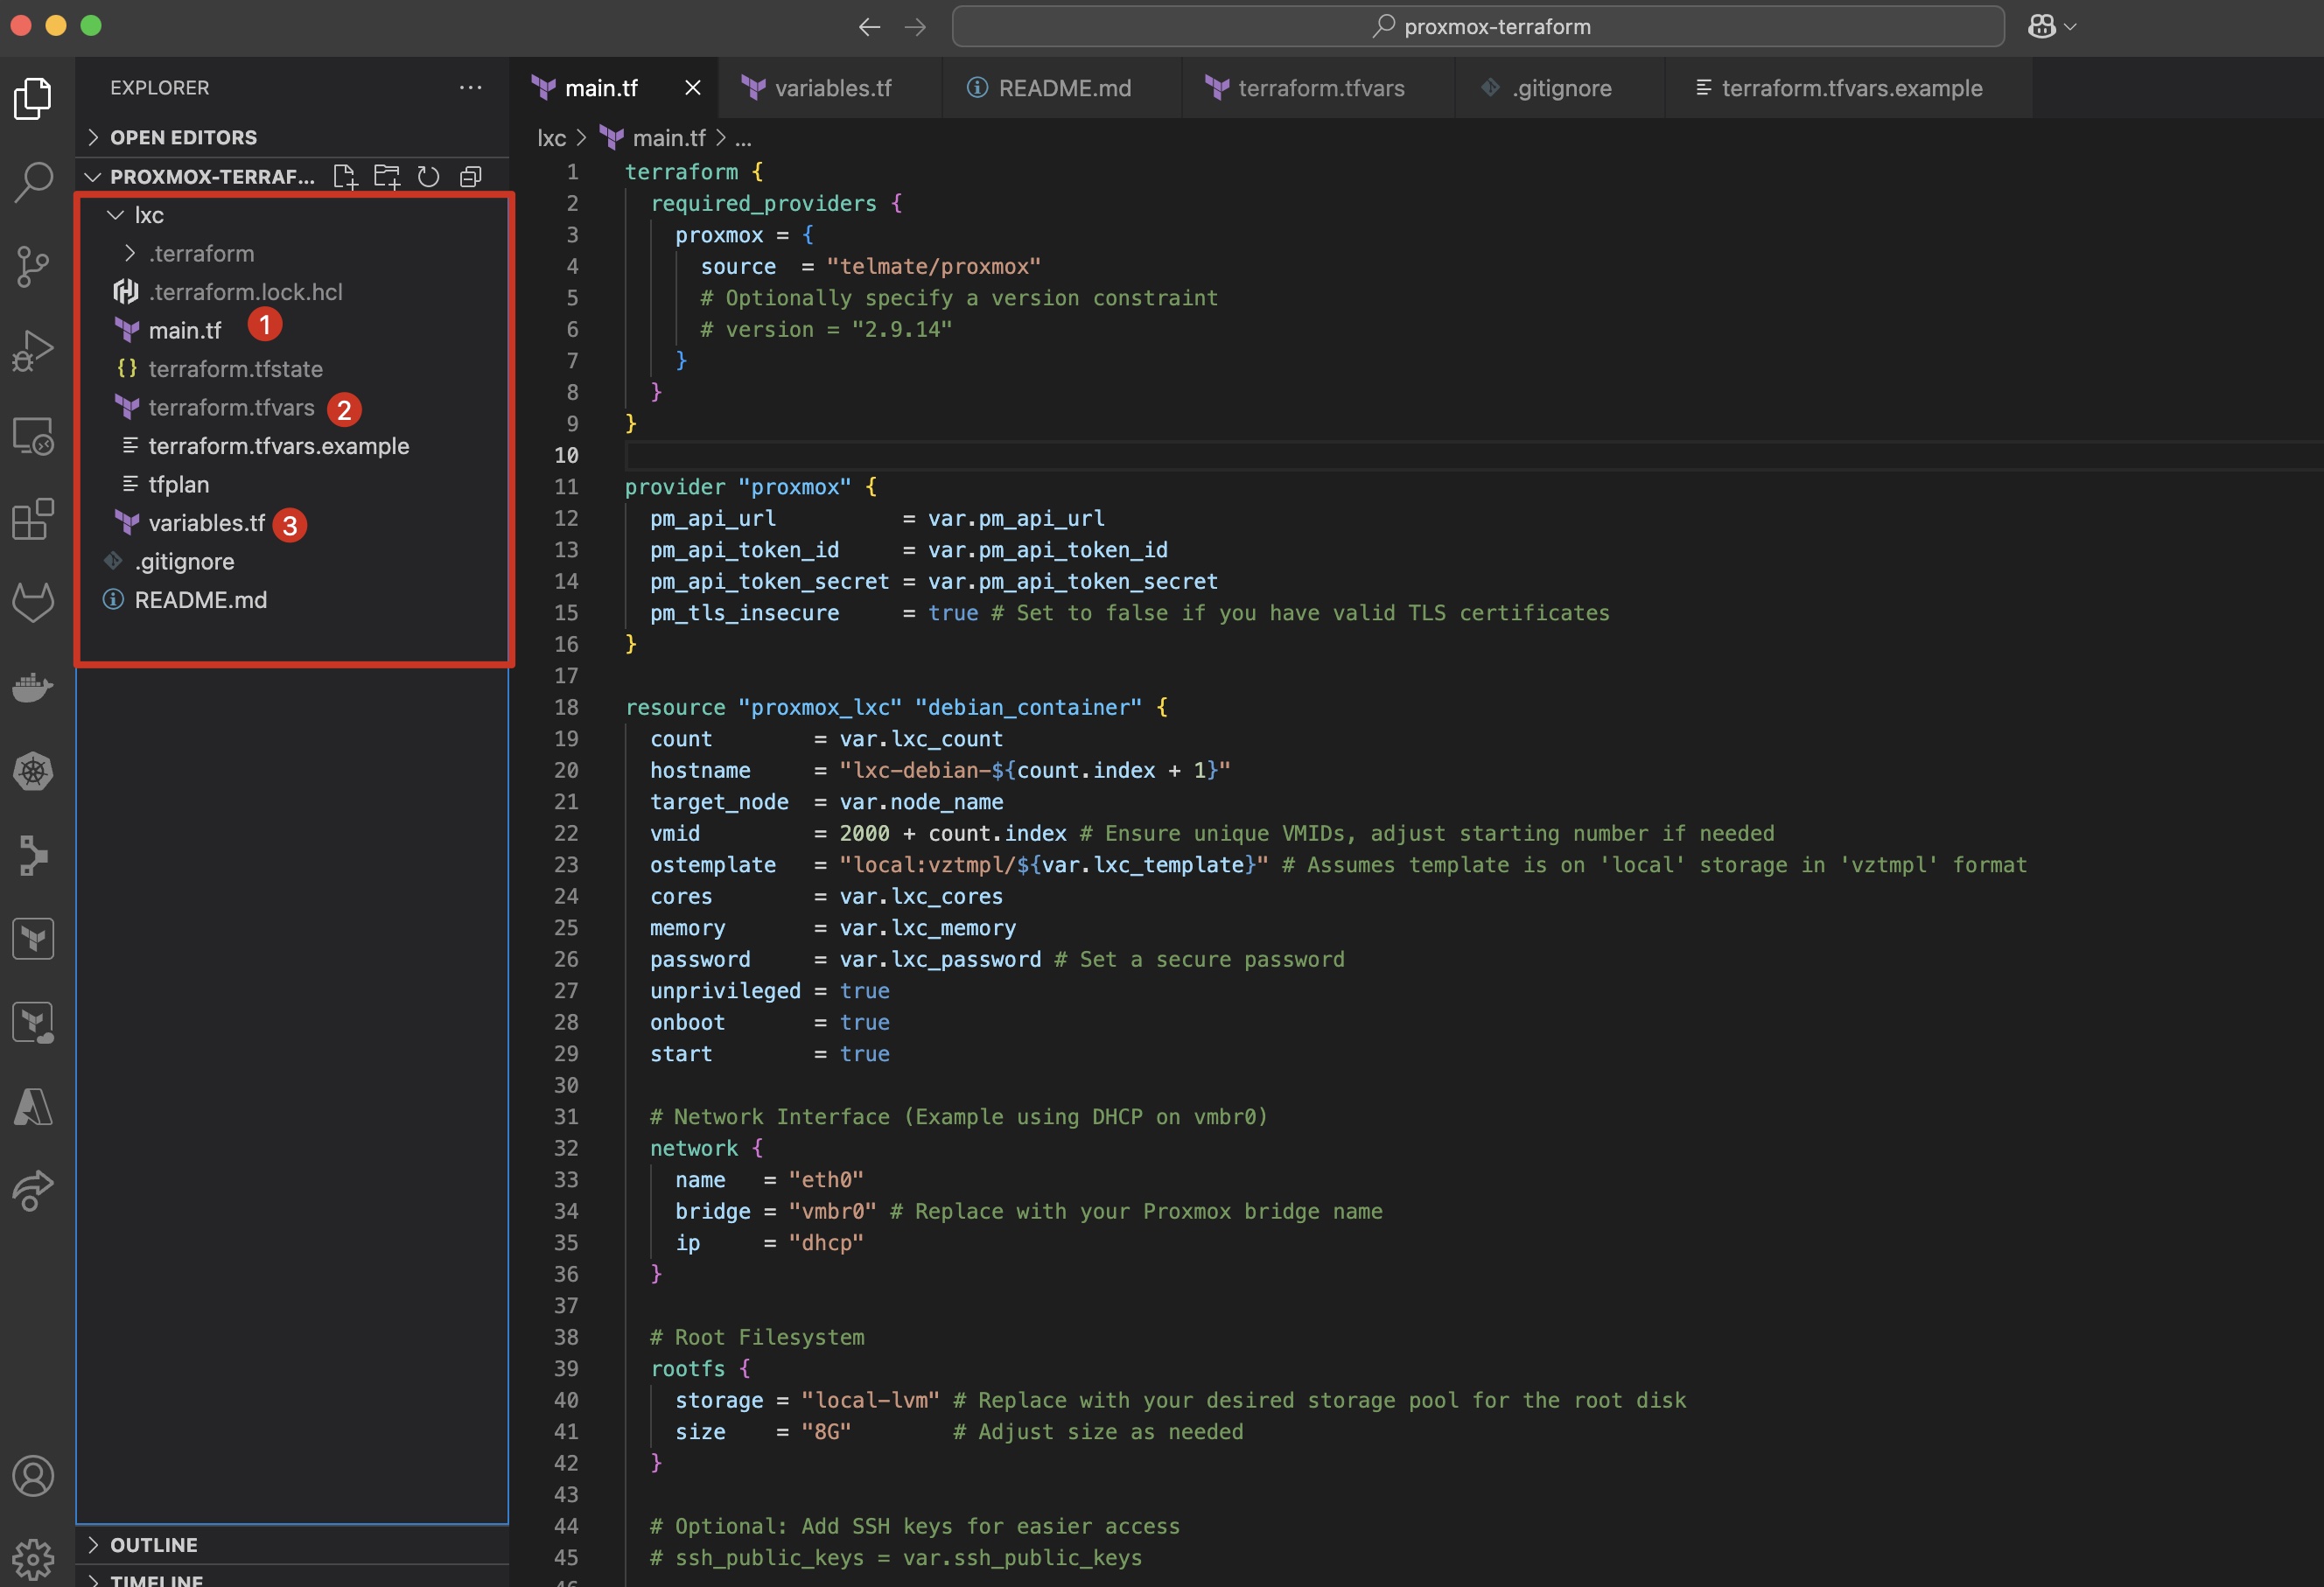 proxmox-terraform
EXPLORER
OPEN EDITORS
PROXMOX-TERRAF...
lxc
.terraform
.terraform.lock.hcl
main.tf 1
terraform.tfstate
terraform.tfvars 2
terraform.tfvars.example
tfplan
variables.tf 3
.gitignore
README.md
OUTLINE
TIMELINE
main.tf
variables.tf
README.md
terraform.tfvars
.gitignore
terraform.tfvars.example
lxc > main.tf > ...
1 terraform {
2   required_providers {
3     proxmox = {
4       source  = "telmate/proxmox"
5       # Optionally specify a version constraint
6       # version = "2.9.14"
7     }
8   }
9 }
10
11 provider "proxmox" {
12   pm_api_url          = var.pm_api_url
13   pm_api_token_id     = var.pm_api_token_id
14   pm_api_token_secret = var.pm_api_token_secret
15   pm_tls_insecure     = true # Set to false if you have valid TLS certificates
16 }
17
18 resource "proxmox_lxc" "debian_container" {
19   count        = var.lxc_count
20   hostname     = "lxc-debian-${count.index + 1}"
21   target_node  = var.node_name
22   vmid         = 2000 + count.index # Ensure unique VMIDs, adjust starting number if needed
23   ostemplate   = "local:vztmpl/${var.lxc_template}" # Assumes template is on 'local' storage in 'vztmpl' format
24   cores        = var.lxc_cores
25   memory       = var.lxc_memory
26   password     = var.lxc_password # Set a secure password
27   unprivileged = true
28   onboot       = true
29   start        = true
30
31   # Network Interface (Example using DHCP on vmbr0)
32   network {
33     name   = "eth0"
34     bridge = "vmbr0" # Replace with your Proxmox bridge name
35     ip     = "dhcp"
36   }
37
38   # Root Filesystem
39   rootfs {
40     storage = "local-lvm" # Replace with your desired storage pool for the root disk
41     size    = "8G"        # Adjust size as needed
42   }
43
44   # Optional: Add SSH keys for easier access
45   # ssh_public_keys = var.ssh_public_keys
46